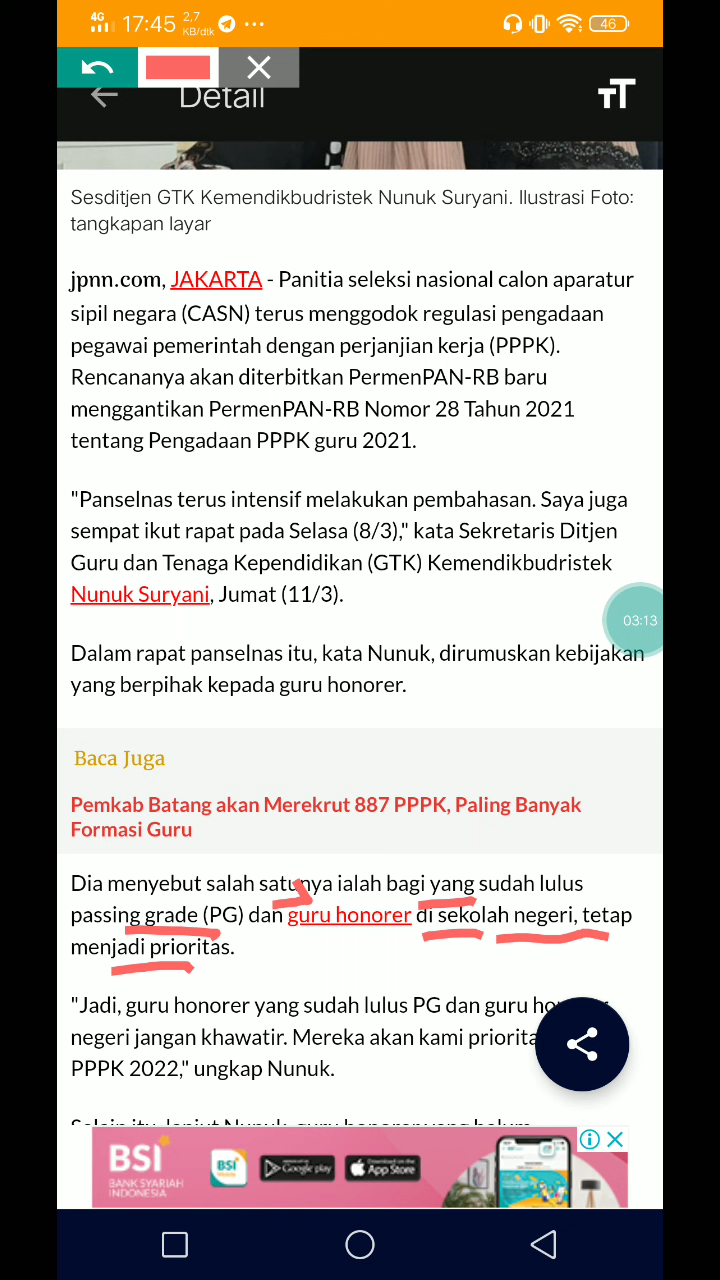 4G 17:45 2,7 KB/dtk 46
Detail
Sesditjen GTK Kemendikbudristek Nunuk Suryani. Ilustrasi Foto:
tangkapan layar
jpnn.com, JAKARTA - Panitia seleksi nasional calon aparatur
sipil negara (CASN) terus menggodok regulasi pengadaan
pegawai pemerintah dengan perjanjian kerja (PPPK).
Rencananya akan diterbitkan PermenPAN-RB baru
menggantikan PermenPAN-RB Nomor 28 Tahun 2021
tentang Pengadaan PPPK guru 2021.
"Panselnas terus intensif melakukan pembahasan. Saya juga
sempat ikut rapat pada Selasa (8/3)," kata Sekretaris Ditjen
Guru dan Tenaga Kependidikan (GTK) Kemendikbudristek
Nunuk Suryani, Jumat (11/3).
03:13
Dalam rapat panselnas itu, kata Nunuk, dirumuskan kebijakan
yang berpihak kepada guru honorer.
Baca Juga
Pemkab Batang akan Merekrut 887 PPPK, Paling Banyak
Formasi Guru
Dia menyebut salah satunya ialah bagi yang sudah lulus
passing grade (PG) dan guru honorer di sekolah negeri, tetap
menjadi prioritas.
"Jadi, guru honorer yang sudah lulus PG dan guru
negeri jangan khawatir. Mereka akan kami
PPPK 2022," ungkap Nunuk.
BSI
BANK SYARIAH
INDONESIA
BSI
Google play
Download on the
App Store